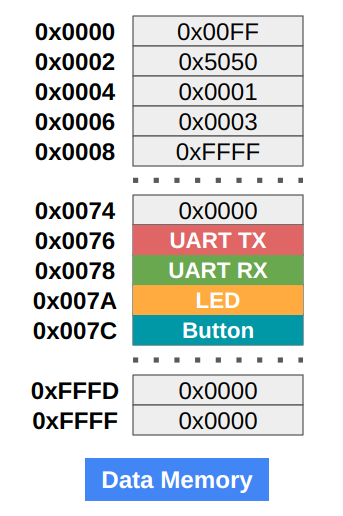 0x0000 0x00FF
0x0002 0x5050
0x0004 0x0001
0x0006 0x0003
0x0008 0xFFFF
0x0074 0x0000
0x0076 UART TX
0x0078 UART RX
0x007A LED
0x007C Button
0xFFFD 0x0000
0xFFFF 0x0000
Data Memory